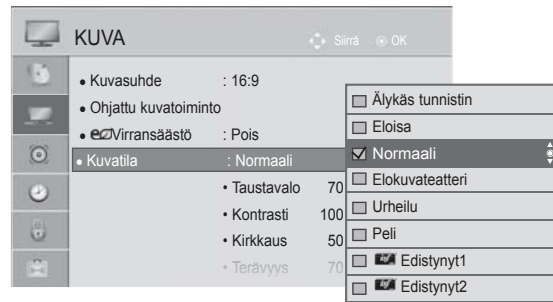 KUVA
Siirrä OK
• Kuvasuhde : 16:9
• Ohjattu kuvatoiminto
• Virransäästö : Pois
• Kuvatila : Normaali
• Taustavalo 70
• Kontrasti 100
• Kirkkaus 50
• Terävyys 70
Älykäs tunnistin
Eloisa
Normaali
Elokuvateatteri
Urheilu
Peli
Edistynyt1
Edistynyt2